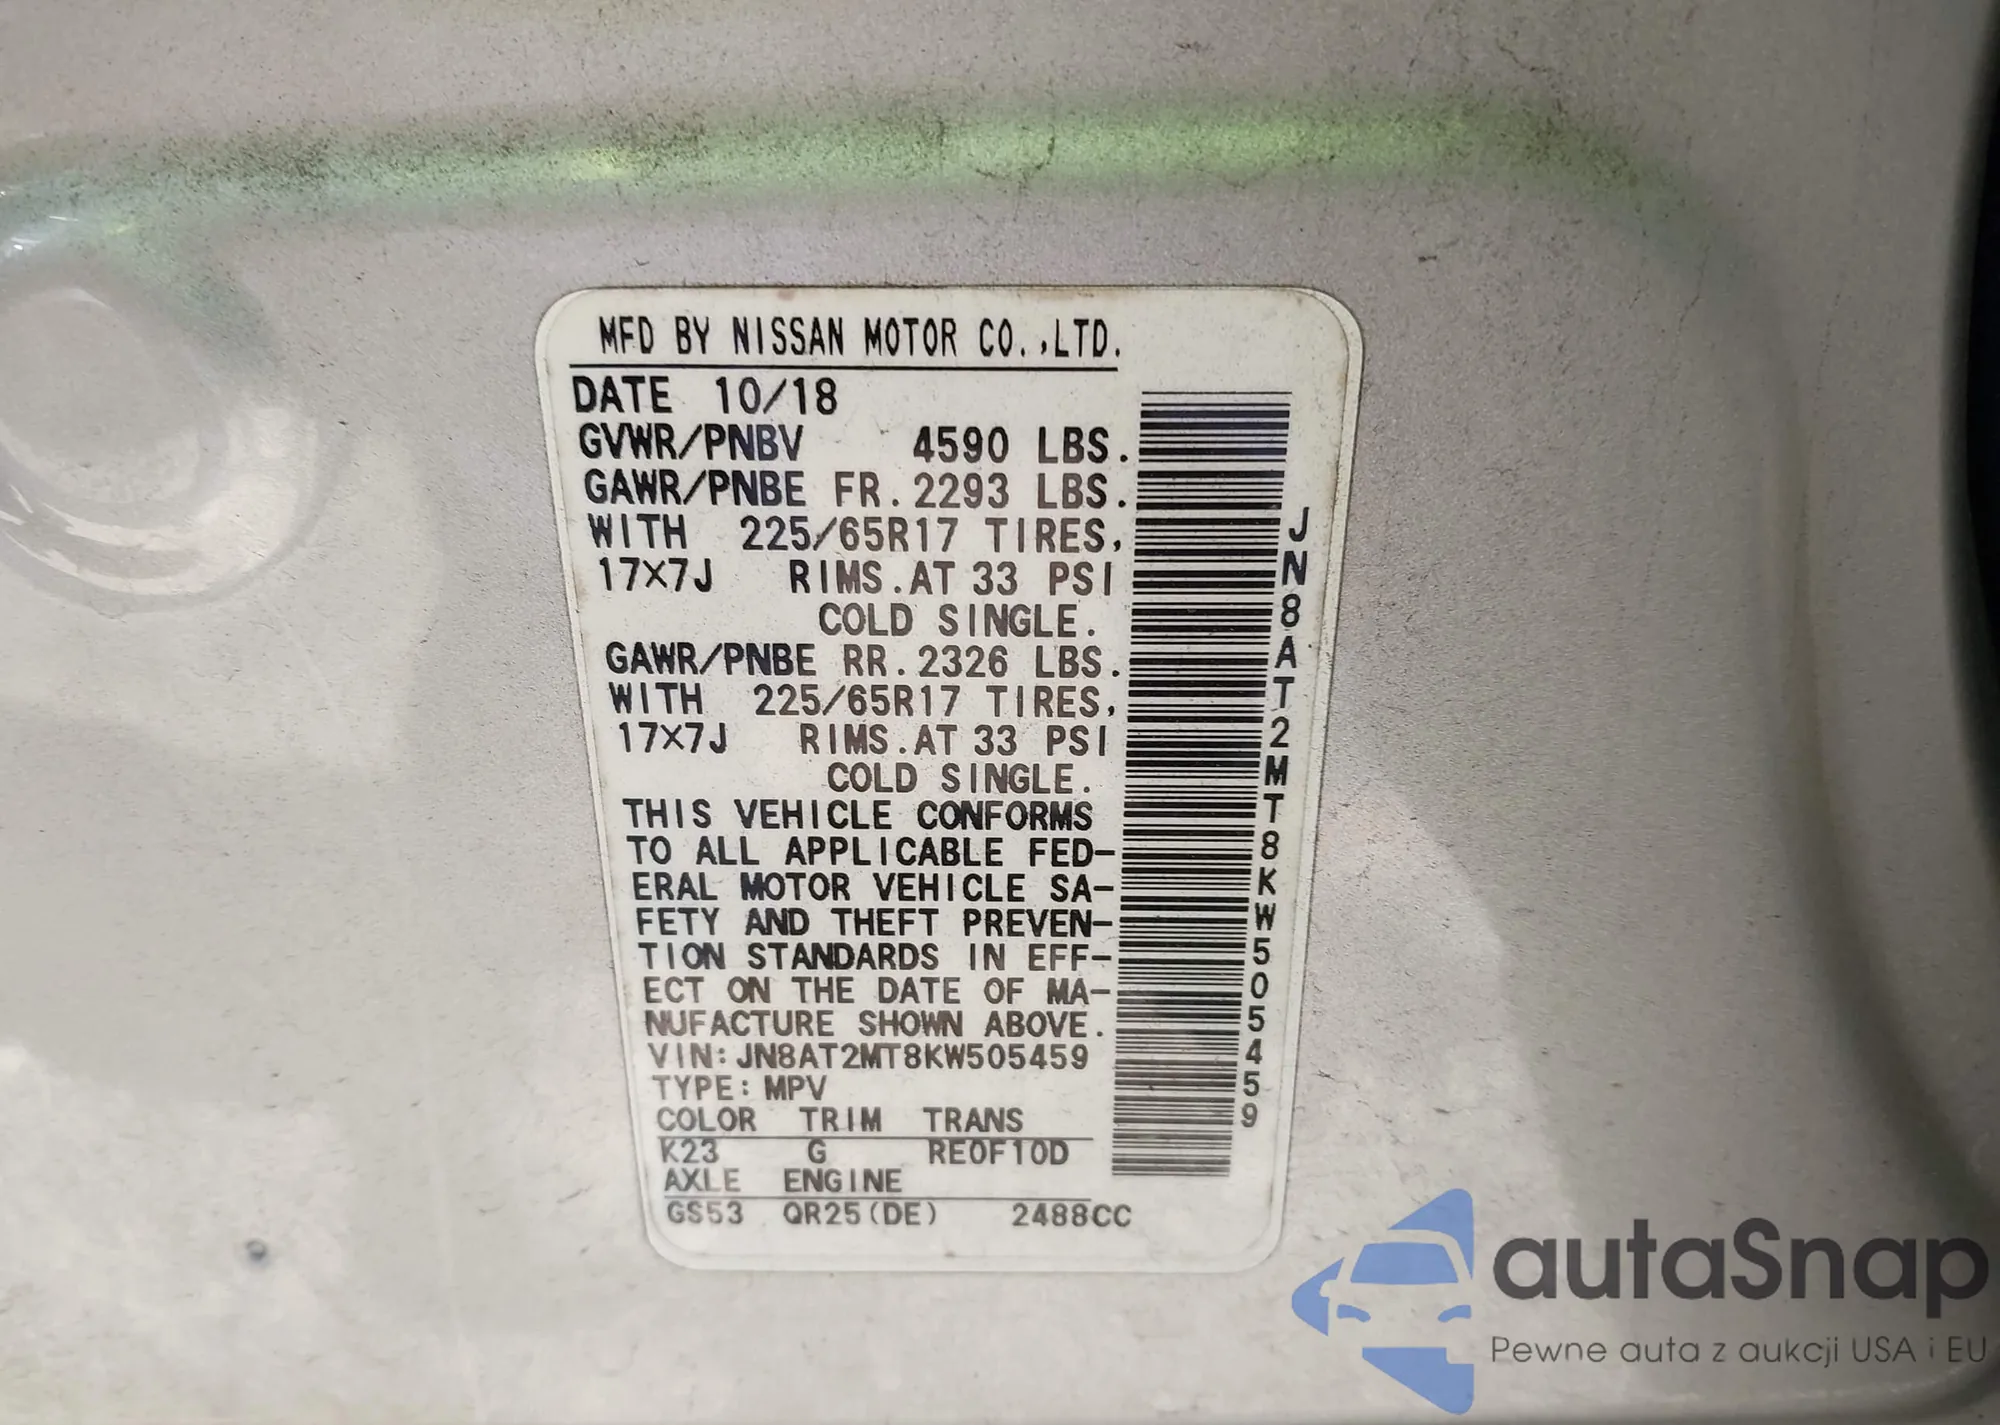 MFD BY NISSAN MOTOR CO.,LTD.
DATE 10/18
GVWR/PNBV 4590 LBS.
GAWR/PNBE FR.2293 LBS.
WITH 225/65R17 TIRES,
17X7J RIMS.AT 33 PSI
COLD SINGLE.
GAWR/PNBE RR.2326 LBS.
WITH 225/65R17 TIRES,
17X7J RIMS.AT 33 PSI
COLD SINGLE.
THIS VEHICLE CONFORMS
TO ALL APPLICABLE FED-
ERAL MOTOR VEHICLE SA-
FETY AND THEFT PREVEN-
TION STANDARDS IN EFF-
ECT ON THE DATE OF MA-
NUFACTURE SHOWN ABOVE.
VIN:JN8AT2MT8KW505459
TYPE:MPV
COLOR TRIM TRANS
K23 G RE0F10D
AXLE ENGINE
GS53 QR25(DE) 2488CC
JN8AT2MT8KW505459
autaSnap
Pewne auta z aukcji USA i EU